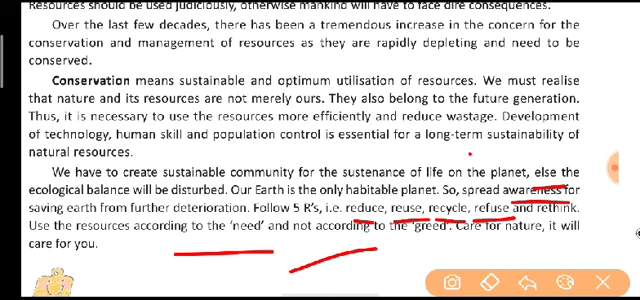 Resources should be used judiciously, otherwise mankind will have to face dire consequences.
Over the last few decades, there has been a tremendous increase in the concern for the
conservation and management of resources as they are rapidly depleting and need to be
conserved.
Conservation means sustainable and optimum utilisation of resources. We must realise
that nature and its resources are not merely ours. They also belong to the future generation.
Thus, it is necessary to use the resources more efficiently and reduce wastage. Development
of technology, human skill and population control is essential for a long-term sustainability of
natural resources.
We have to create sustainable community for the sustenance of life on the planet, else the
ecological balance will be disturbed. Our Earth is the only habitable planet. So, spread awareness for
saving earth from further deterioration. Follow 5 R's, i.e. reduce, reuse, recycle, refuse and rethink.
Use the resources according to the 'need' and not according to the 'greed'. Care for nature, it will
care for you.